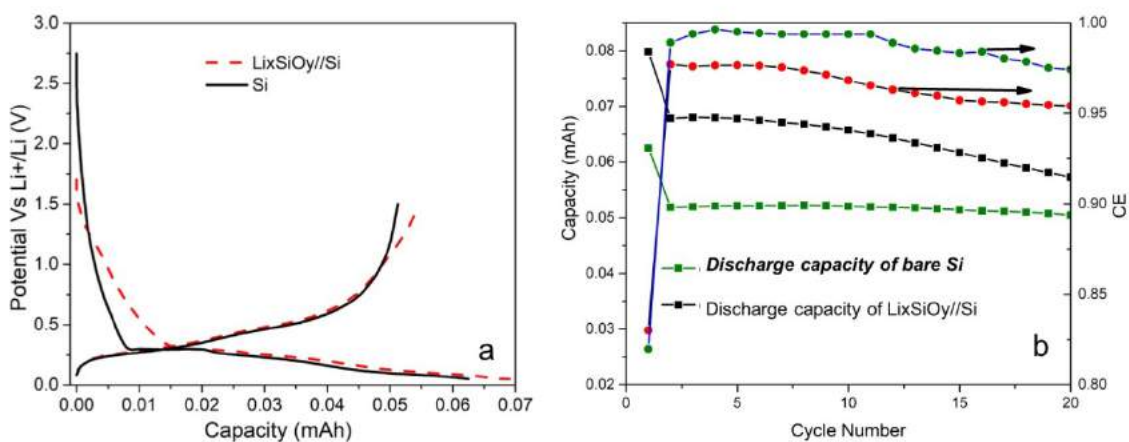 3.0
2.5
2.0
1.5
1.0
0.5
0.0
Potential Vs Li+/Li (V)
LixSiOy//Si
Si
a
0.00 0.01 0.02 0.03 0.04 0.05 0.06 0.07
Capacity (mAh)
0.08
0.07
0.06
0.05
0.04
0.03
0.02
Capacity (mAh)
Discharge capacity of bare Si
Discharge capacity of LixSiOy//Si
b
0 5 10 15 20
Cycle Number
1.00
0.95
0.90
0.85
0.80
CE